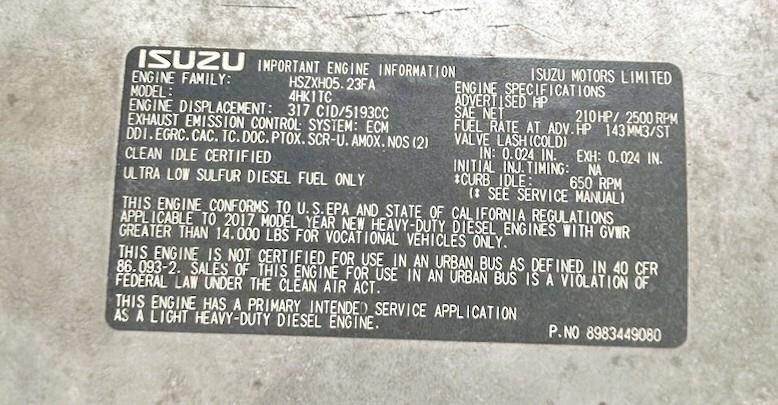 ISUZU IMPORTANT ENGINE INFORMATION ISUZU MOTORS LIMITED
ENGINE FAMILY: HSZXH05.23FA
MODEL: 4HK1TC
ENGINE DISPLACEMENT: 317 CID/5193CC
EXHAUST EMISSION CONTROL SYSTEM: ECM
DDI.EGRC.CAC.TC.DOC.PTOX.SCR-U.AMOX.NOS(2)
CLEAN IDLE CERTIFIED
ULTRA LOW SULFUR DIESEL FUEL ONLY
ENGINE SPECIFICATIONS
ADVERTISED HP
SAE NET 210HP/ 2500RPM
FUEL RATE AT ADV.HP 143MM3/ST
VALVE LASH(COLD)
IN: 0.024 IN. EXH: 0.024 IN.
INITIAL INJ.TIMING: NA
*CURB IDLE: 650 RPM
(* SEE SERVICE MANUAL)
THIS ENGINE CONFORMS TO U.S.EPA AND STATE OF CALIFORNIA REGULATIONS
APPLICABLE TO 2017 MODEL YEAR NEW HEAVY-DUTY DIESEL ENGINES WITH GVWR
GREATER THAN 14,000 LBS FOR VOCATIONAL VEHICLES ONLY.
THIS ENGINE IS NOT CERTIFIED FOR USE IN AN URBAN BUS AS DEFINED IN 40 CFR
86.093-2. SALES OF THIS ENGINE FOR USE IN AN URBAN BUS IS A VIOLATION OF
FEDERAL LAW UNDER THE CLEAN AIR ACT.
THIS ENGINE HAS A PRIMARY INTENDED SERVICE APPLICATION
AS A LIGHT HEAVY-DUTY DIESEL ENGINE.
P.NO 8983449080